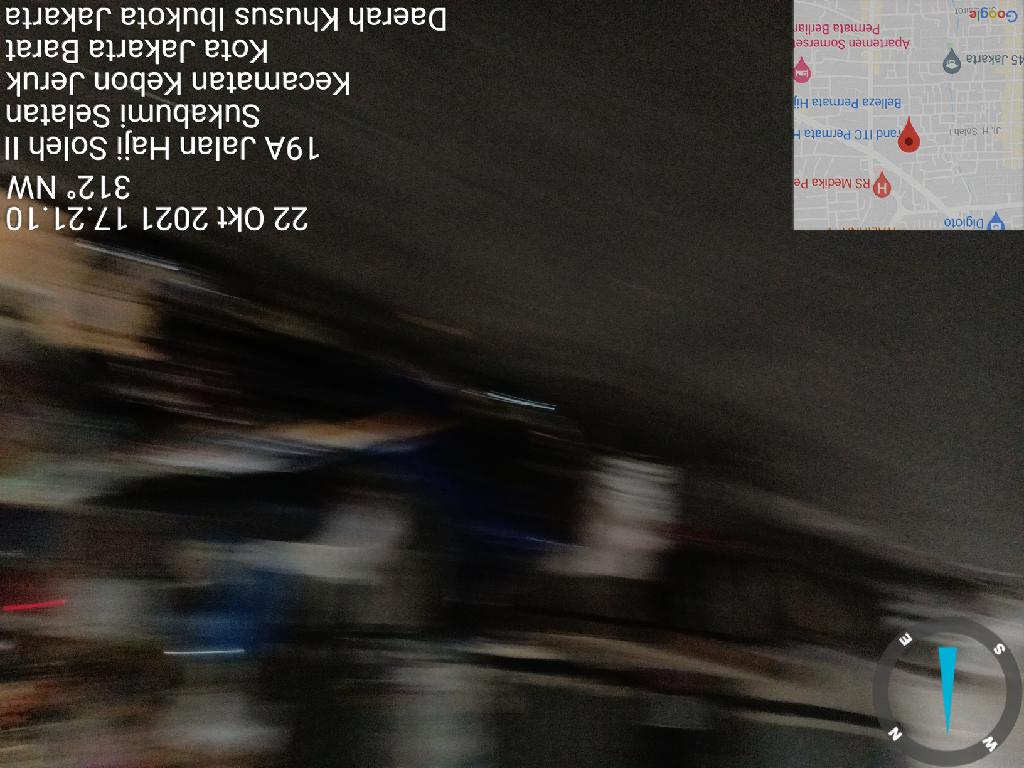 W
N
S
E
22 Okt 2021 17.21.10
312° NW
19A Jalan Haji Soleh II
Sukabumi Selatan
Kecamatan Kebon Jeruk
Kota Jakarta Barat
Daerah Khusus Ibukota Jakarta
Digioto
RS Medika Pe
Jl. H. Soleh I
rand ITC Permata H
Belleza Permata Hij
45 Jakarta
Apartemen Somerset
Permata Berlian
Google